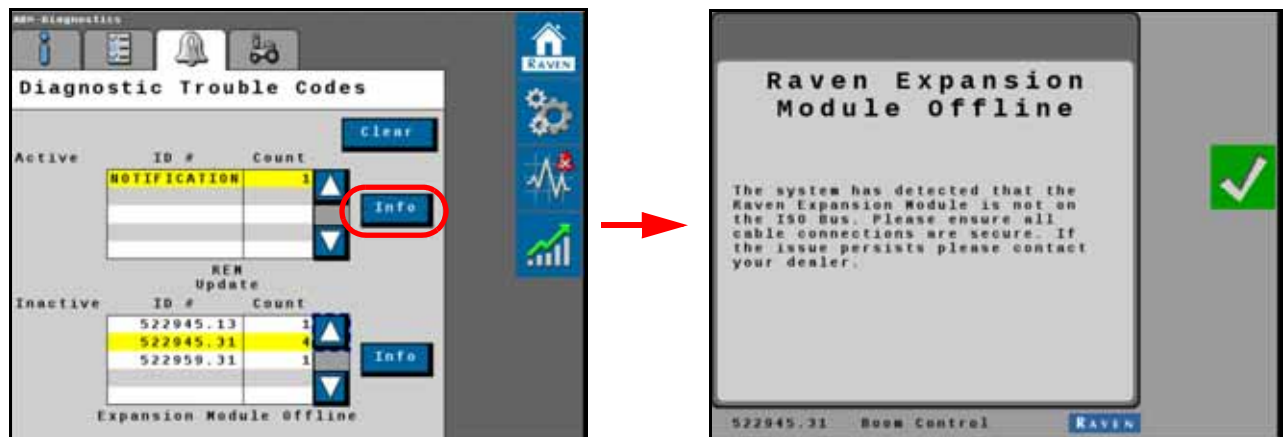 ABM-Diagnostics
Diagnostic Trouble Codes
Clear
Active ID # Count
NOTIFICATION 1
Info
REM
Update
Inactive ID # Count
522945.13 1
522945.31 4
522959.31 1
Info
Expansion Module Offline
RAVEN
Raven Expansion
Module Offline
The system has detected that the
Raven Expansion Module is not on
the ISO Bus. Please ensure all
cable connections are secure. If
the issue persists please contact
your dealer.
522945.31 Boom Control RAVEN